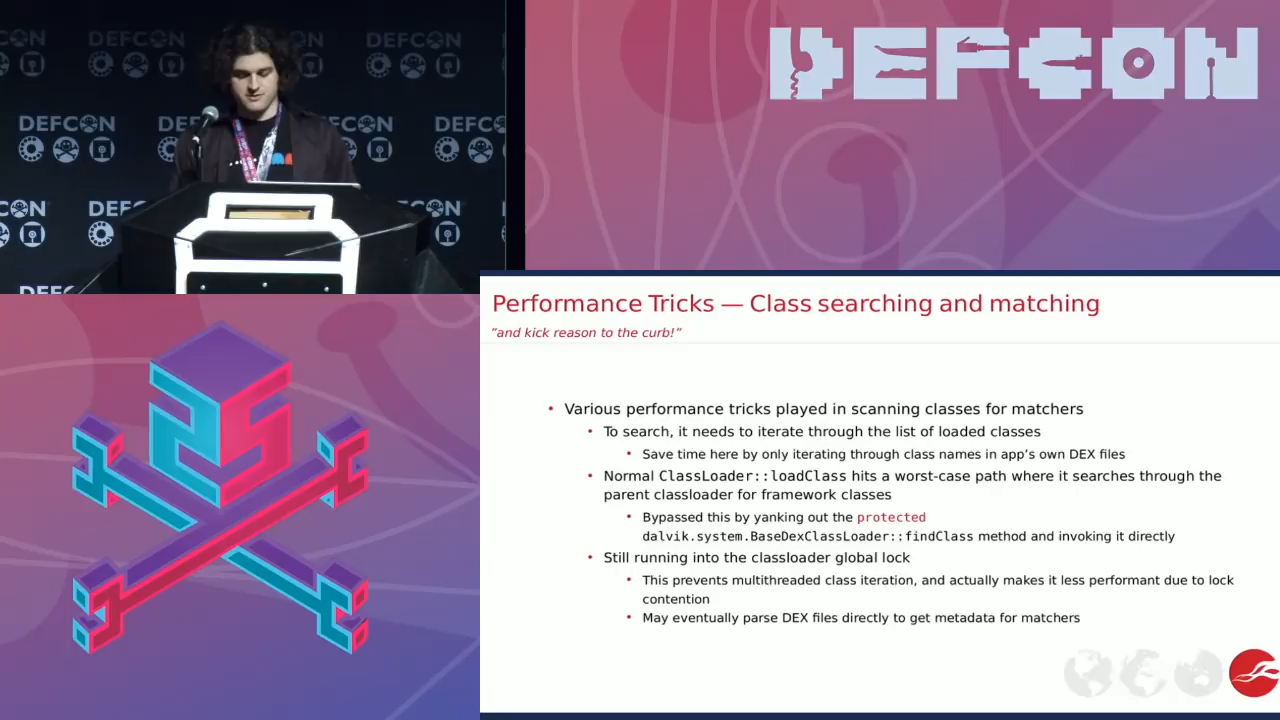 DEFCON
DEFCON
DEFCON
DEFCON
DEFCON
Performance Tricks — Class searching and matching
"and kick reason to the curb!"
• Various performance tricks played in scanning classes for matchers
• To search, it needs to iterate through the list of loaded classes
• Save time here by only iterating through class names in app's own DEX files
• Normal ClassLoader::loadClass hits a worst-case path where it searches through the
parent classloader for framework classes
• Bypassed this by yanking out the protected
dalvik.system.BaseDexClassLoader::findClass method and invoking it directly
• Still running into the classloader global lock
• This prevents multithreaded class iteration, and actually makes it less performant due to lock
contention
• May eventually parse DEX files directly to get metadata for matchers